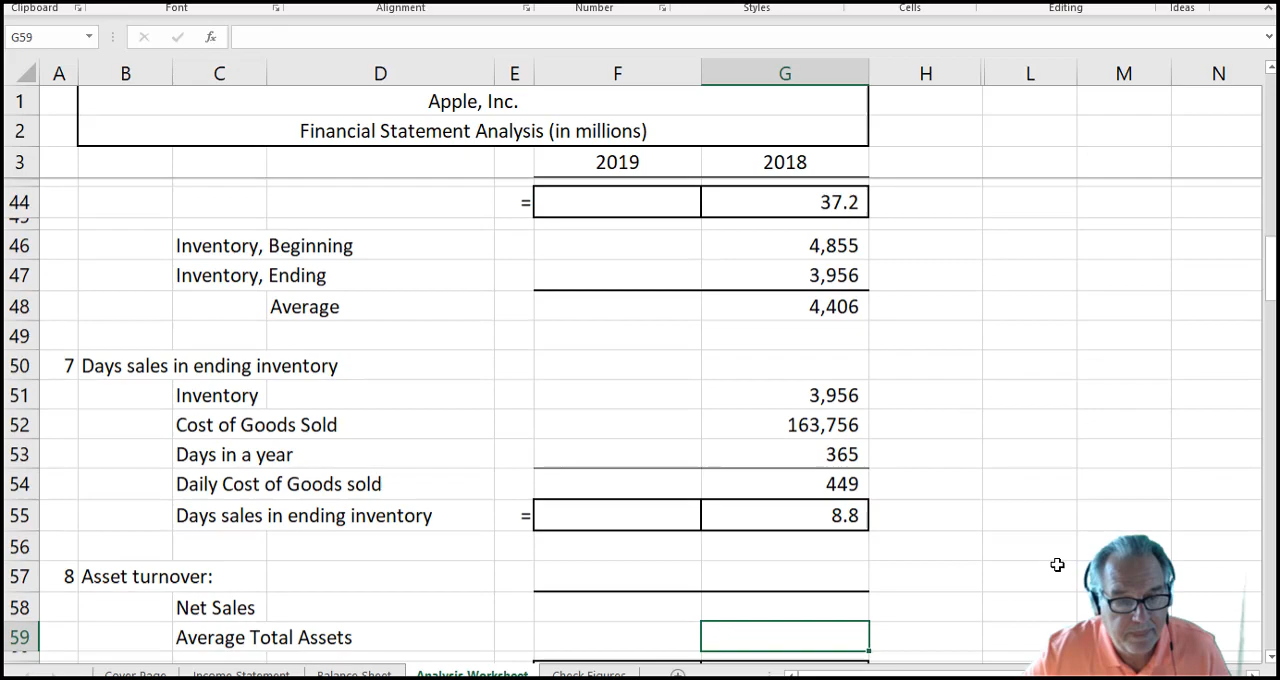 Clipboard Font Alignment Number Styles Cells Editing Ideas
G59 fx
A B C D E F G H L M N
1 Apple, Inc.
2 Financial Statement Analysis (in millions)
3 2019 2018
44 = 37.2
45
46 Inventory, Beginning 4,855
47 Inventory, Ending 3,956
48 Average 4,406
49
50 7 Days sales in ending inventory
51 Inventory 3,956
52 Cost of Goods Sold 163,756
53 Days in a year 365
54 Daily Cost of Goods sold 449
55 Days sales in ending inventory = 8.8
56
57 8 Asset turnover:
58 Net Sales
59 Average Total Assets
Cover Page Income Statement Balance Sheet Analysis Worksheet Check Figures